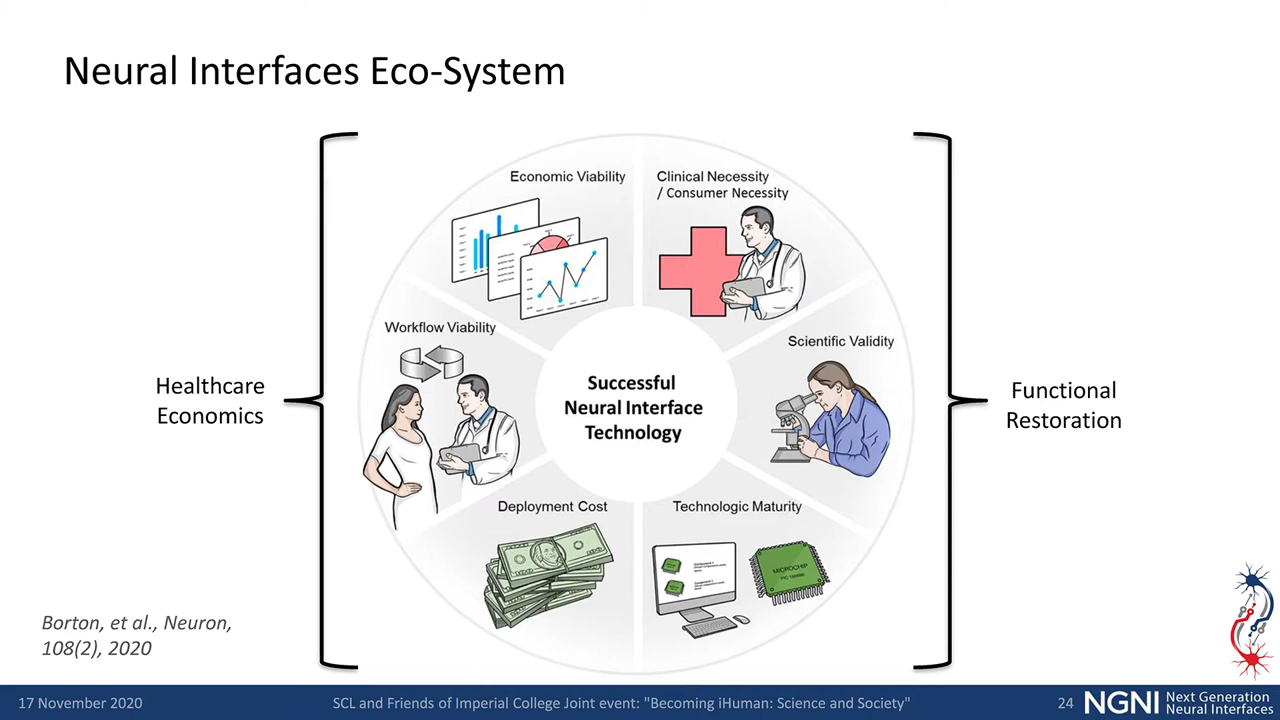 Neural Interfaces Eco-System
Economic Viability
Clinical Necessity
/ Consumer Necessity
Workflow Viability
Scientific Validity
Healthcare
Economics
Successful
Neural Interface
Technology
Functional
Restoration
Deployment Cost
Technologic Maturity
MICROCHIP
Borton, et al., Neuron,
108(2), 2020
17 November 2020
SCL and Friends of Imperial College Joint event: "Becoming iHuman: Science and Society"
24
NGNI
Next Generation
Neural Interfaces